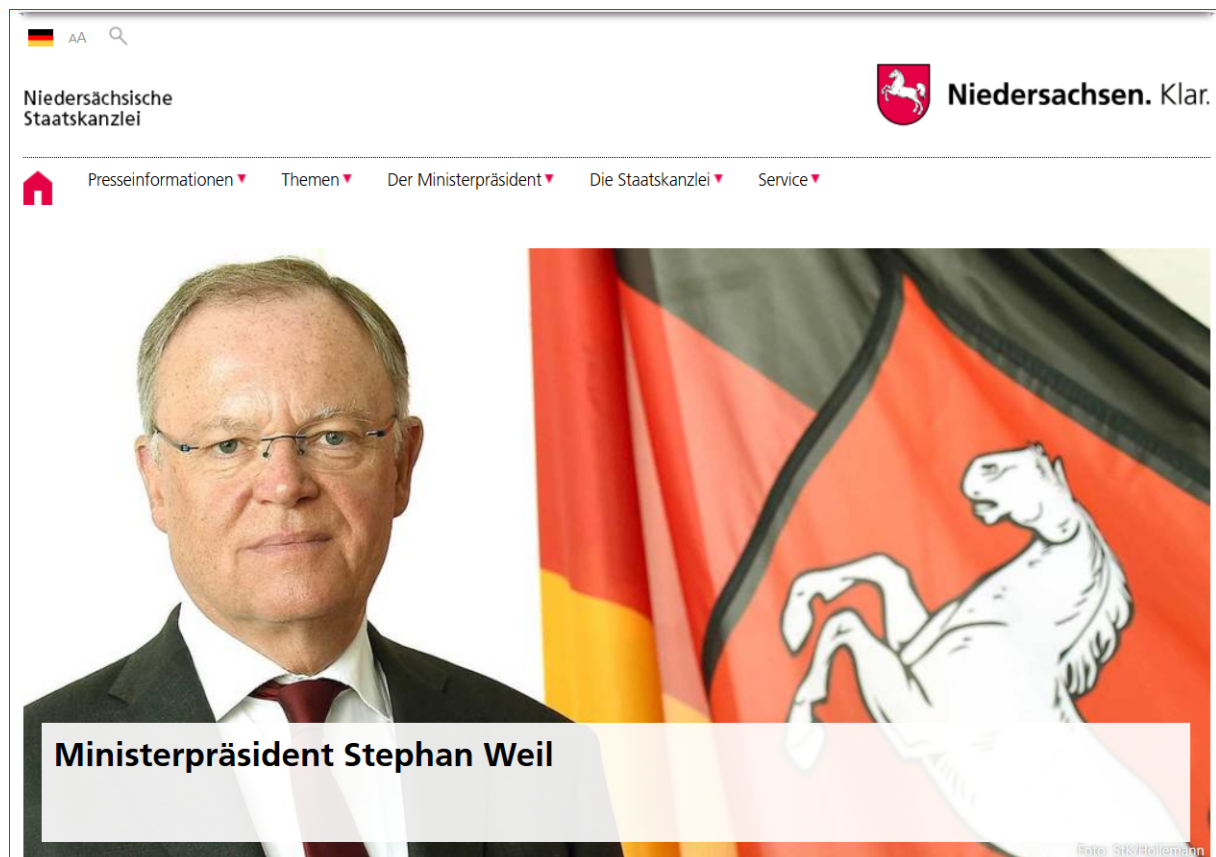 AA
Niedersächsische
Staatskanzlei
Niedersachsen. Klar.
Presseinformationen Themen Der Ministerpräsident Die Staatskanzlei Service
Ministerpräsident Stephan Weil
Foto: StK/Hollemann